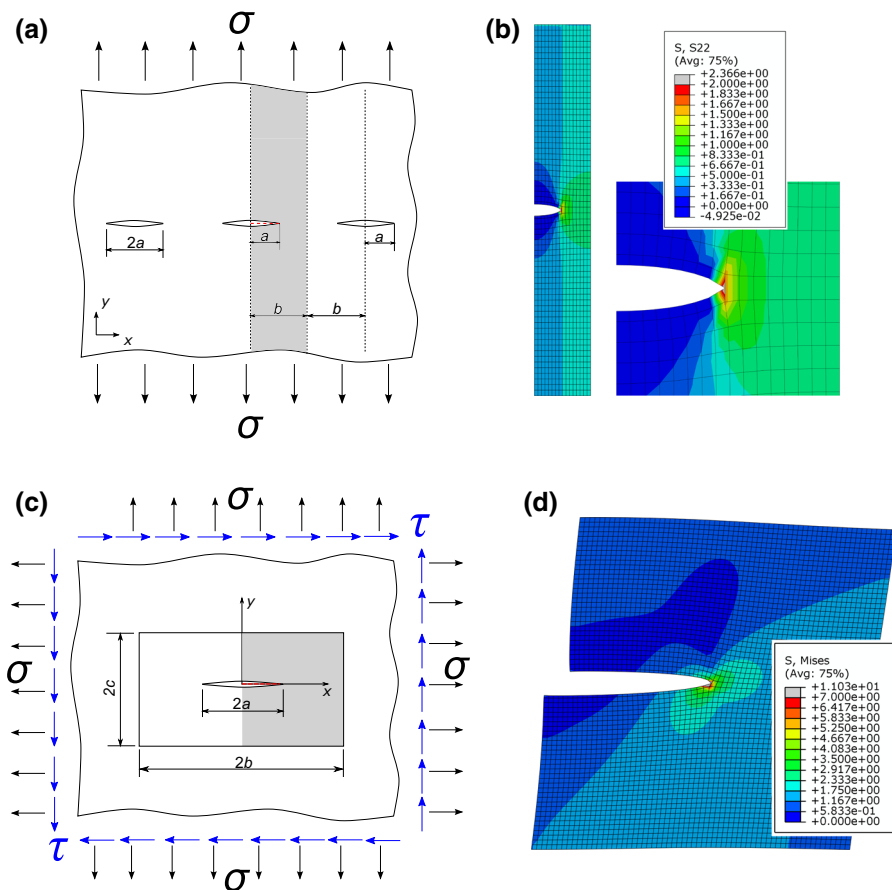 (a)
σ
2a
a
a
b
b
y
x
σ
(b)
S, S22
(Avg: 75%)
+2.366e+00
+2.000e+00
+1.833e+00
+1.667e+00
+1.500e+00
+1.333e+00
+1.167e+00
+1.000e+00
+8.333e-01
+6.667e-01
+5.000e-01
+3.333e-01
+1.667e-01
+0.000e+00
-4.925e-02
(c)
σ
τ
y
σ
σ
2c
x
2a
2b
τ
σ
(d)
S, Mises
(Avg: 75%)
+1.103e+01
+7.000e+00
+6.417e+00
+5.833e+00
+5.250e+00
+4.667e+00
+4.083e+00
+3.500e+00
+2.917e+00
+2.333e+00
+1.750e+00
+1.167e+00
+5.833e-01
+0.000e+00